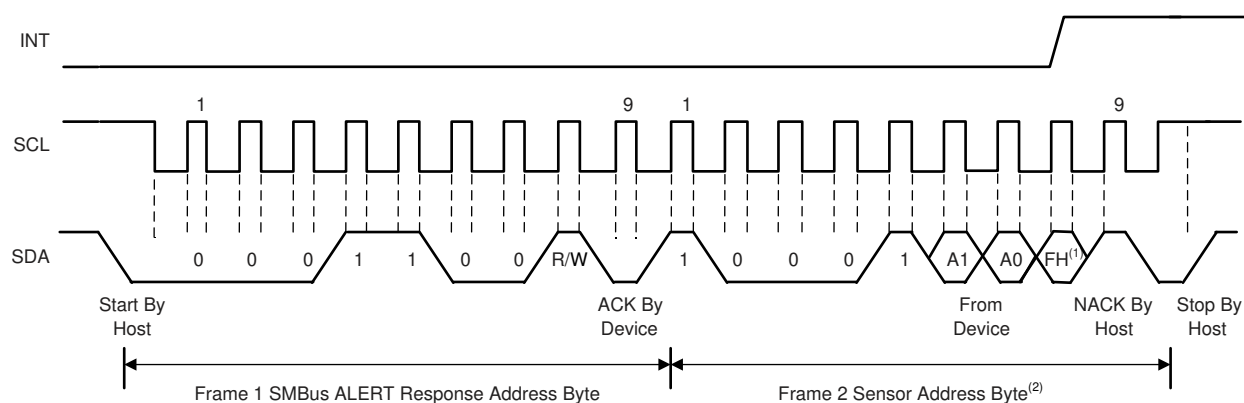 INT
1 9 1 9
SCL
SDA
0 0 0 1 1 0 0 R/W 1 0 0 0 1 A1 A0 FH(1)
Start By
Host
ACK By
Device
From
Device
NACK By
Host
Stop By
Host
Frame 1 SMBus ALERT Response Address Byte
Frame 2 Sensor Address Byte(2)